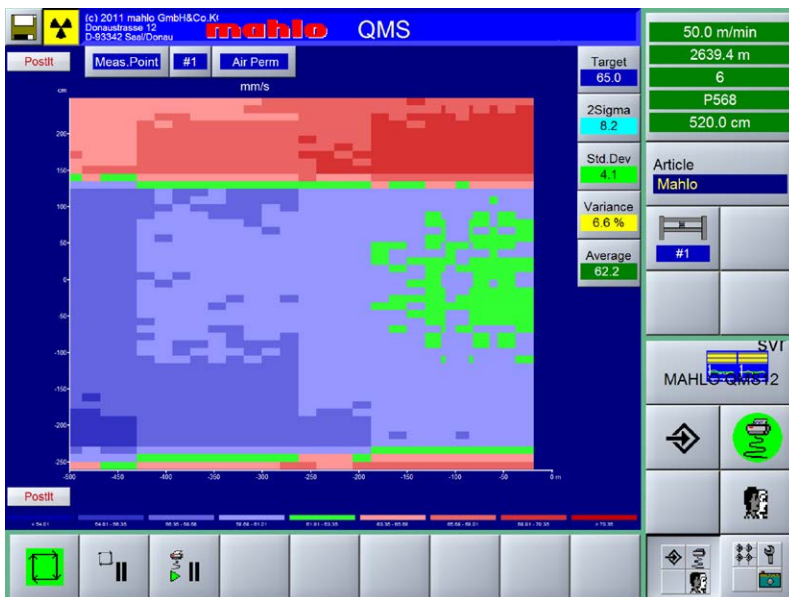 (c) 2011 mahlo GmbH&Co.K
Donaustrasse 12
D-93342 Saal/Donau
mahlo
QMS
PostIt
Meas.Point
#1
Air Perm
mm/s
Target
65.0
2Sigma
8.2
Std.Dev
4.1
Variance
6.6 %
Average
62.2
cm
200-
150-
100-
50-
0-
-50-
-100-
-150-
-200-
-250-
-500
-450
-400
-350
-300
-250
-200
-150
-100
-50
0 m
PostIt
50.0 m/min
2639.4 m
6
P568
520.0 cm
Article
Mahlo
#1
svr
MAHLO-QMS12